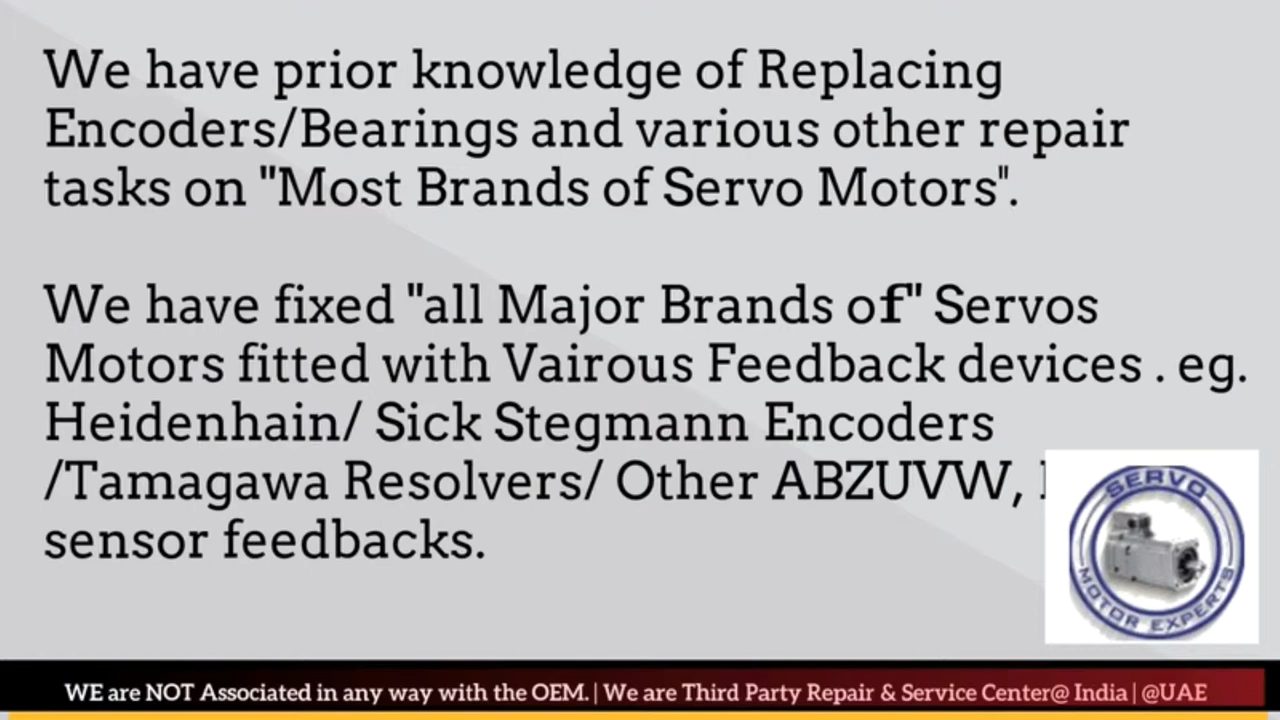 We have prior knowledge of Replacing
Encoders/Bearings and various other repair
tasks on "Most Brands of Servo Motors".
We have fixed "all Major Brands of" Servos
Motors fitted with Vairous Feedback devices . eg.
Heidenhain/ Sick Stegmann Encoders
/Tamagawa Resolvers/ Other ABZUVW,
sensor feedbacks.
SERVO
MOTOR EXPERTS
WE are NOT Associated in any way with the OEM. | We are Third Party Repair & Service Center@ India | @UAE